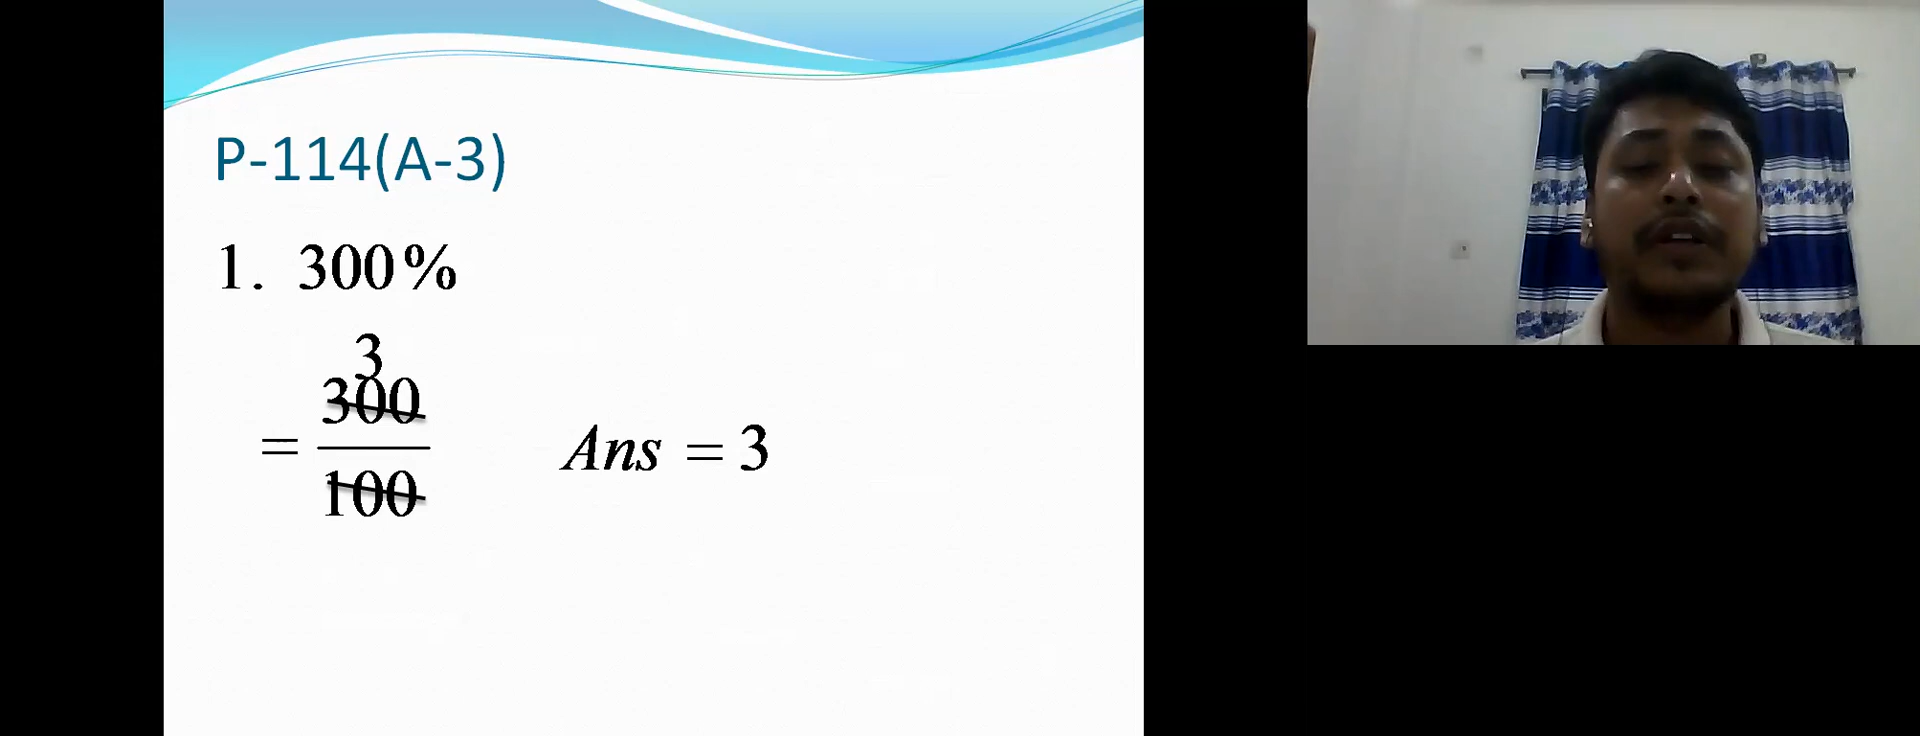 P-114(A-3)
1. 300%
3
= 300/100
Ans = 3